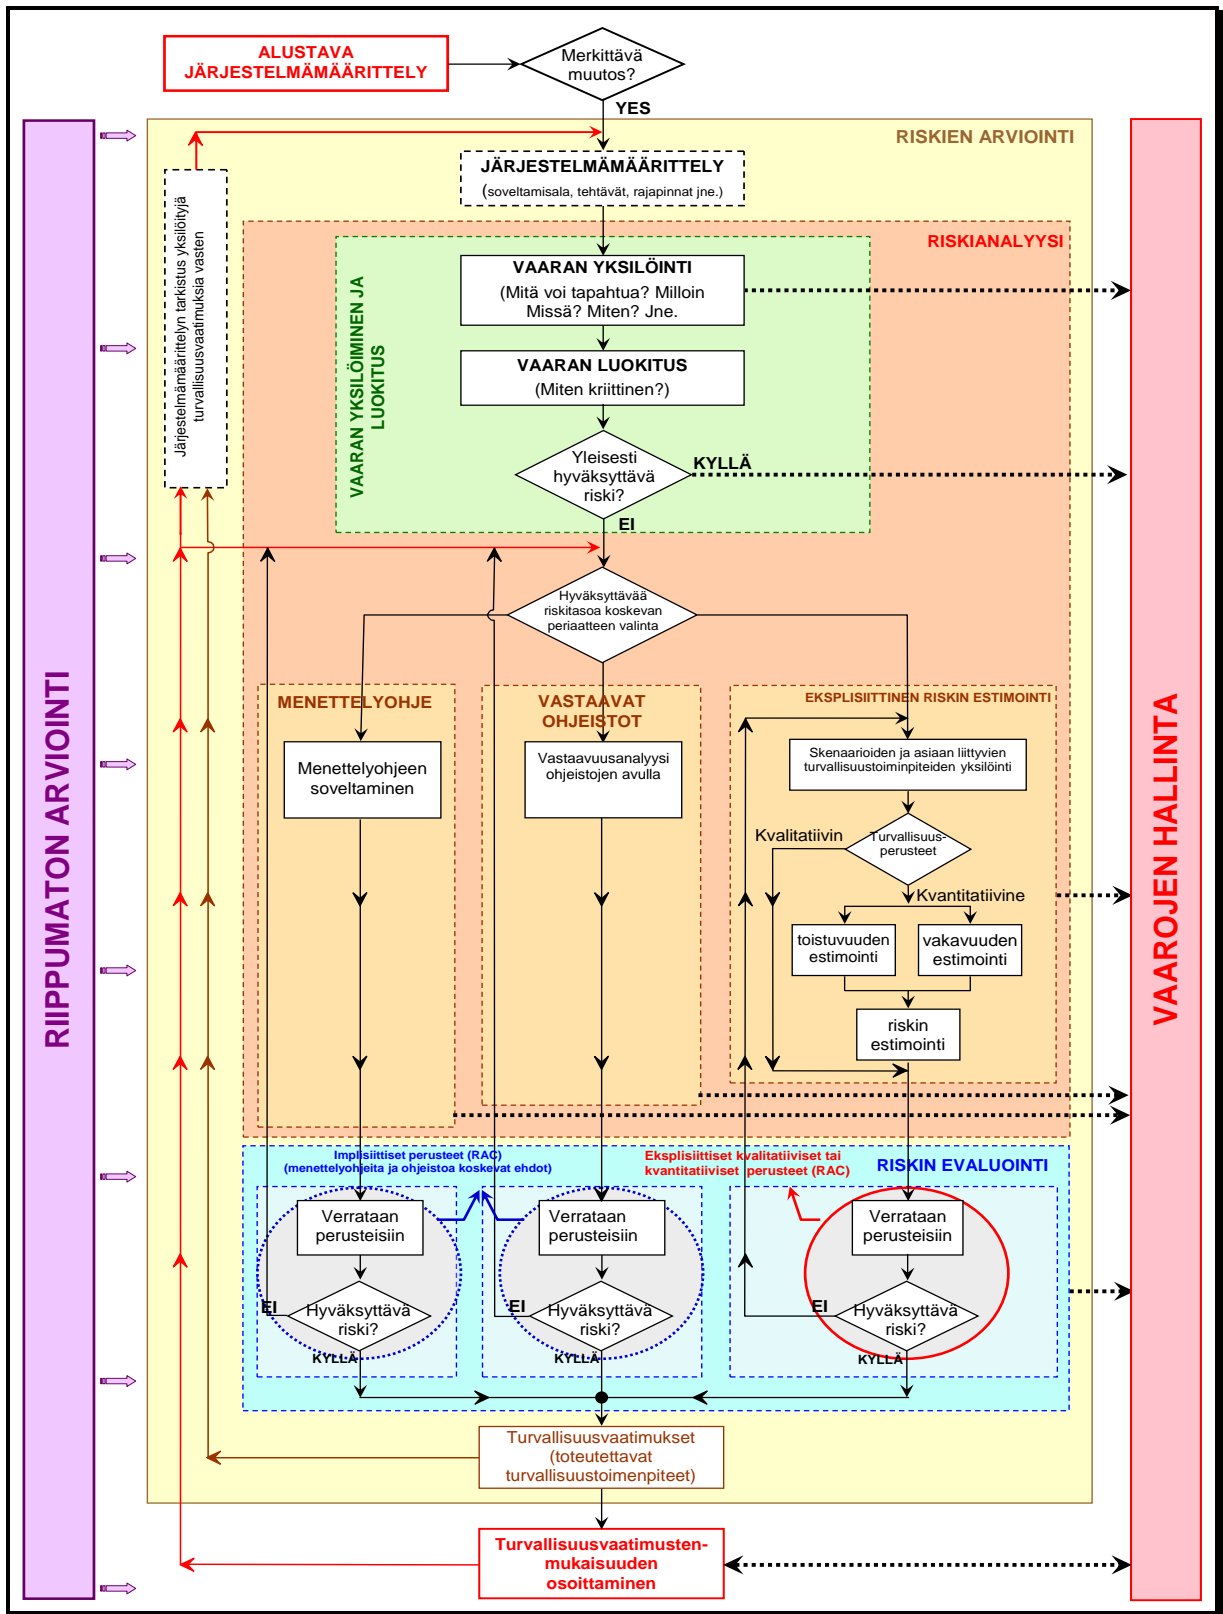 ALUSTAVA
JÄRJESTELMÄMÄÄRITTELY
Merkittävä
muutos?
YES
RISKIEN ARVIOINTI
JÄRJESTELMÄMÄÄRITTELY
(soveltamisala, tehtävät, rajapinnat jne.)
Järjestelmämäärittelyn tarkistus yksilöityjä
turvallisuusvaatimuksia vasten
RISKIANALYYSI
VAARAN YKSILÖIMINEN JA
LUOKITUS
VAARAN YKSILÖINTI
(Mitä voi tapahtua? Milloin
Missä? Miten? Jne.
VAARAN LUOKITUS
(Miten kriittinen?)
Yleisesti
hyväksyttävä
riski?
KYLLÄ
EI
Hyväksyttävää
riskitasoa koskevan
periaatteen valinta
RIIPPUMATON ARVIOINTI
VAAROJEN HALLINTA
MENETTELYOHJE
Menettelyohjeen
soveltaminen
VASTAAVAT
OHJEISTOT
Vastaavuusanalyysi
ohjeistojen avulla
EKSPLISIITTINEN RISKIN ESTIMOINTI
Skenaarioiden ja asiaan liittyvien
turvallisuustoiminpiteiden yksilöinti
Kvalitatiivin
Turvallisuus-
perusteet
Kvantitatiivine
toistuvuuden
estimointi
vakavuuden
estimointi
riskin
estimointi
Implisiittiset perusteet (RAC)
(menettelyohjeita ja ohjeistoa koskevat ehdot)
Eksplisiittiset kvalitatiiviset tai
kvantitatiiviset perusteet (RAC)
RISKIN EVALUOINTI
Verrataan
perusteisiin
Verrataan
perusteisiin
Verrataan
perusteisiin
EI
Hyväksyttävä
riski?
EI
Hyväksyttävä
riski?
EI
Hyväksyttävä
riski?
KYLLÄ
KYLLÄ
KYLLÄ
Turvallisuusvaatimukset
(toteutettavat
turvallisuustoimenpiteet)
Turvallisuusvaatimusten-
mukaisuuden
osoittaminen